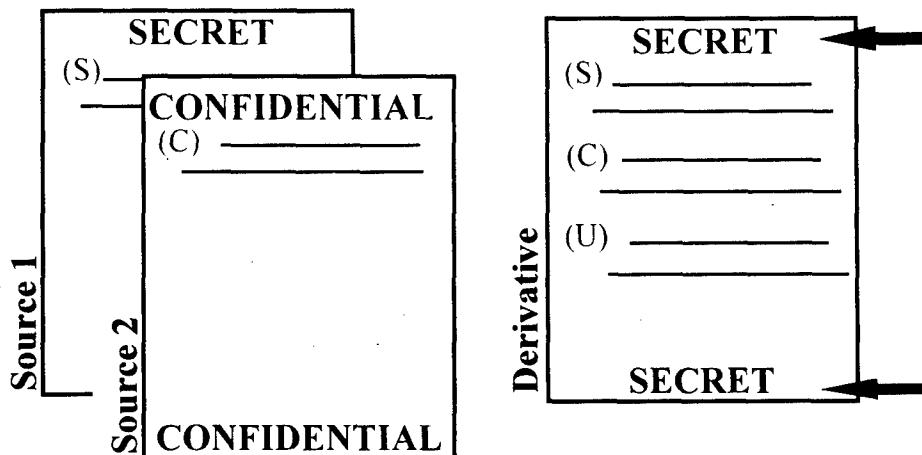 SECRET
(S)
Source 1
CONFIDENTIAL
(C)
Source 2
CONFIDENTIAL
SECRET
(S)
(C)
(U)
Derivative
SECRET